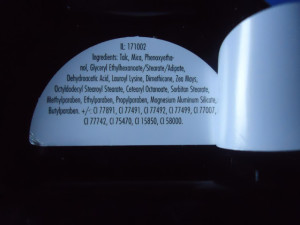 IL: 171002
Ingredients: Talc, Mica, Phenoxyetha-
nol, Glyceryl Ethylhexanoate/Stearate/Adipate,
Dehydroacetic Acid, Lauroyl Lysine, Dimethicone, Zea Mays,
Octyldodecyl Stearoyl Stearate, Cetearyl Octanoate, Sorbitan Stearate,
Methylparaben, Ethylparaben, Propylparaben, Magnesium Aluminum Silicate,
Butylparaben. +/-: CI 77891, CI 77491, CI 77492, CI 77499, CI 77007,
CI 77742, CI 75470, CI 15850, CI 58000.